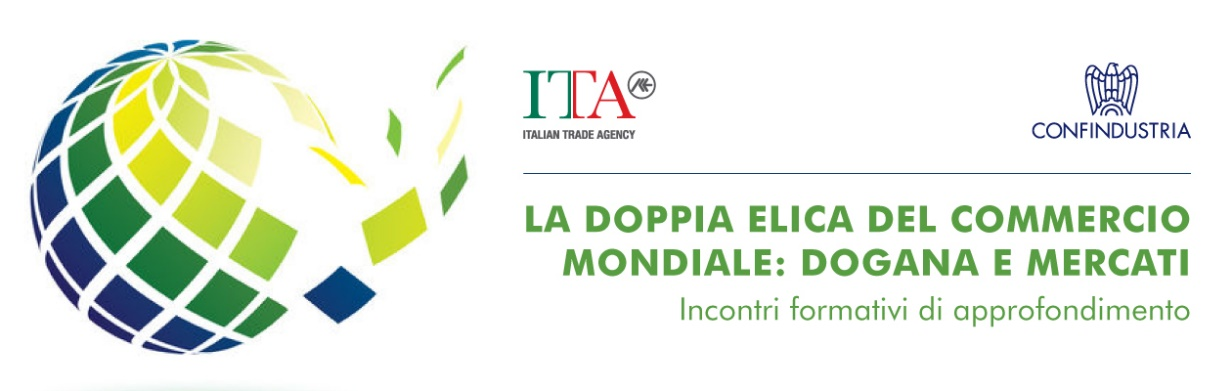 ITA
ITALIAN TRADE AGENCY
CONFINDUSTRIA
LA DOPPIA ELICA DEL COMMERCIO
MONDIALE: DOGANA E MERCATI
Incontri formativi di approfondimento